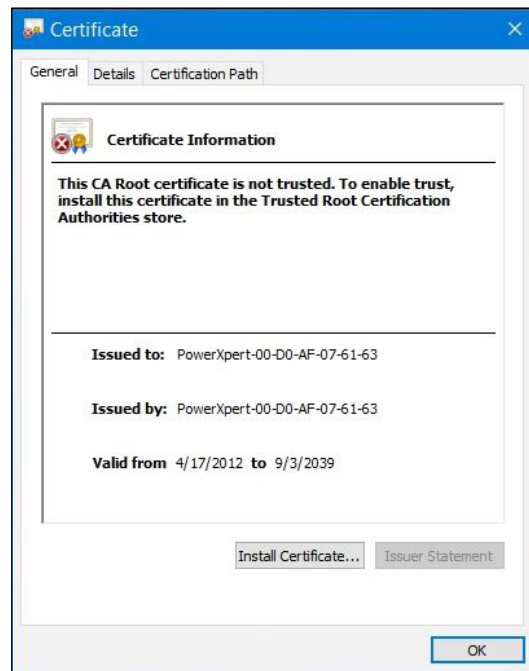 Certificate
General Details Certification Path
Certificate Information
This CA Root certificate is not trusted. To enable trust,
install this certificate in the Trusted Root Certification
Authorities store.
Issued to: PowerXpert-00-D0-AF-07-61-63
Issued by: PowerXpert-00-D0-AF-07-61-63
Valid from 4/17/2012 to 9/3/2039
Install Certificate... Issuer Statement
OK